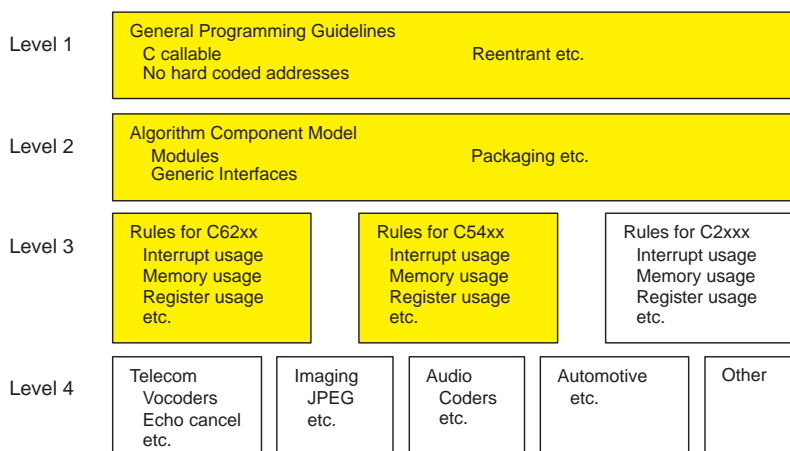 Level 1
General Programming Guidelines
C callable
Reentrant etc.
No hard coded addresses
Level 2
Algorithm Component Model
Modules
Packaging etc.
Generic Interfaces
Level 3
Rules for C62xx
Interrupt usage
Memory usage
Register usage
etc.
Rules for C54xx
Interrupt usage
Memory usage
Register usage
etc.
Rules for C2xxx
Interrupt usage
Memory usage
Register usage
etc.
Level 4
Telecom
Vocoders
Echo cancel
etc.
Imaging
JPEG
etc.
Audio
Coders
etc.
Automotive
etc.
Other